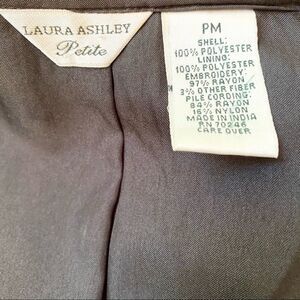 LAURA ASHLEY
Petite
PM
SHELL:
100% POLYESTER
LINING:
100% POLYESTER
EMBROIDERY:
97% RAYON
3% OTHER FIBER
PILE CORDING:
84% RAYON
16% NYLON
MADE IN INDIA
RN 70246
CARE OVER